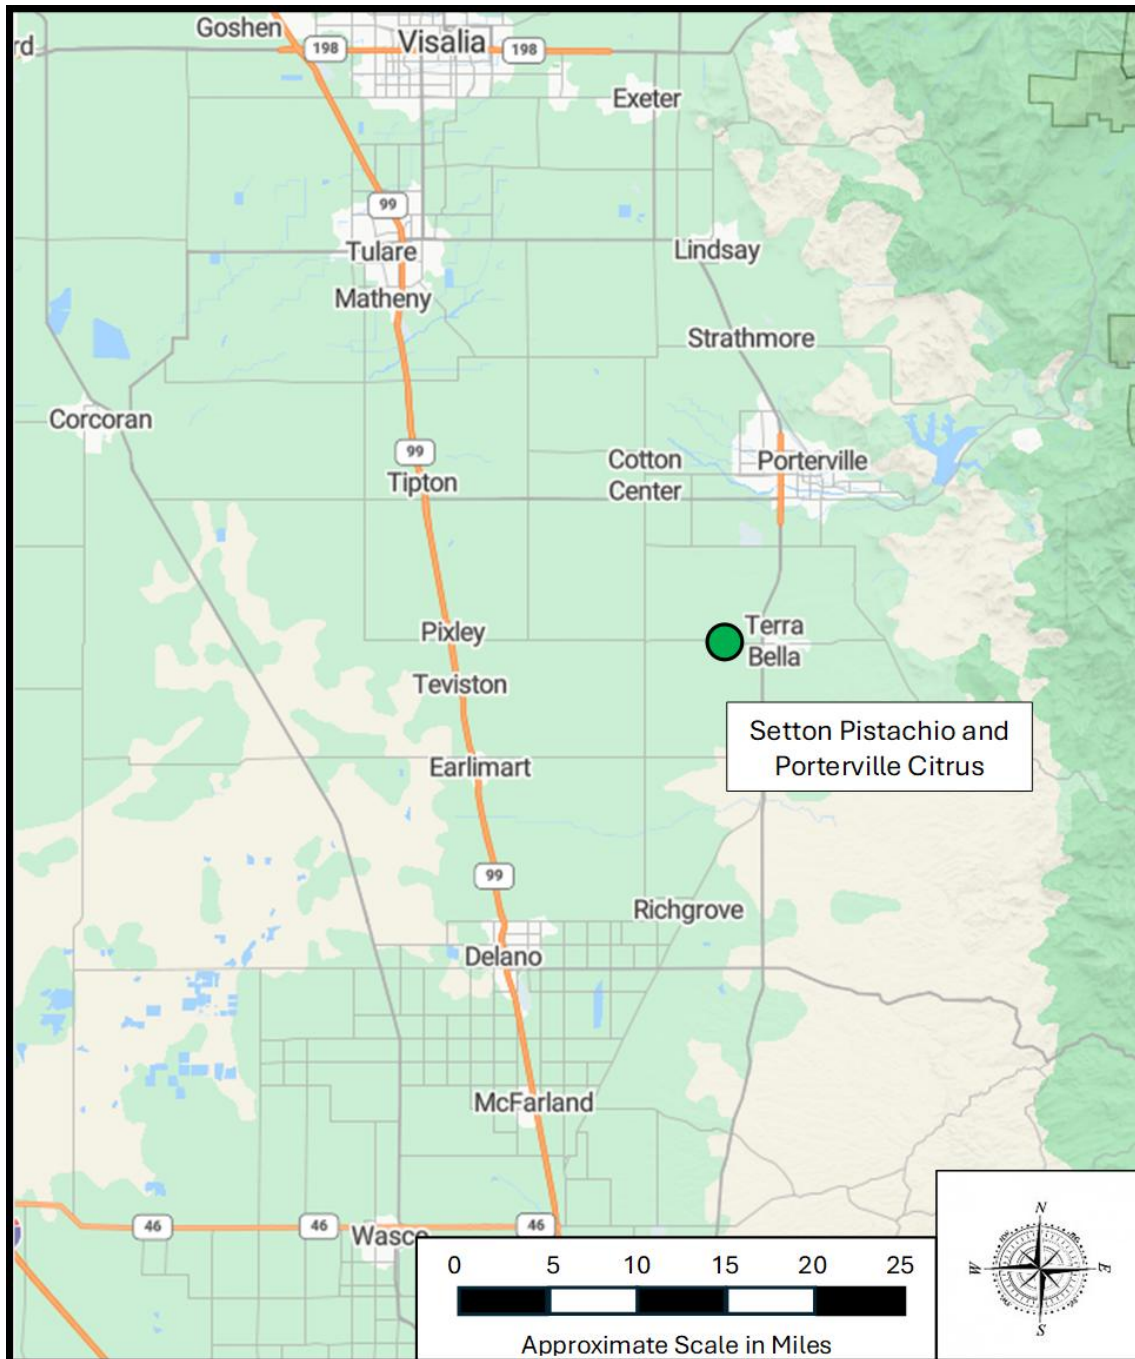 Goshen
Visalia
rd
198
198
Exeter
99
Tulare
Lindsay
Matheny
Strathmore
Corcoran
99
Cotton
Center
Porterville
Tipton
Pixley
Terra
Bella
Teviston
Setton Pistachio and
Porterville Citrus
Earlimart
99
Richgrove
Delano
McFarland
46
46
46
Wasco
0 5 10 15 20 25
Approximate Scale in Miles
N
W
E
S